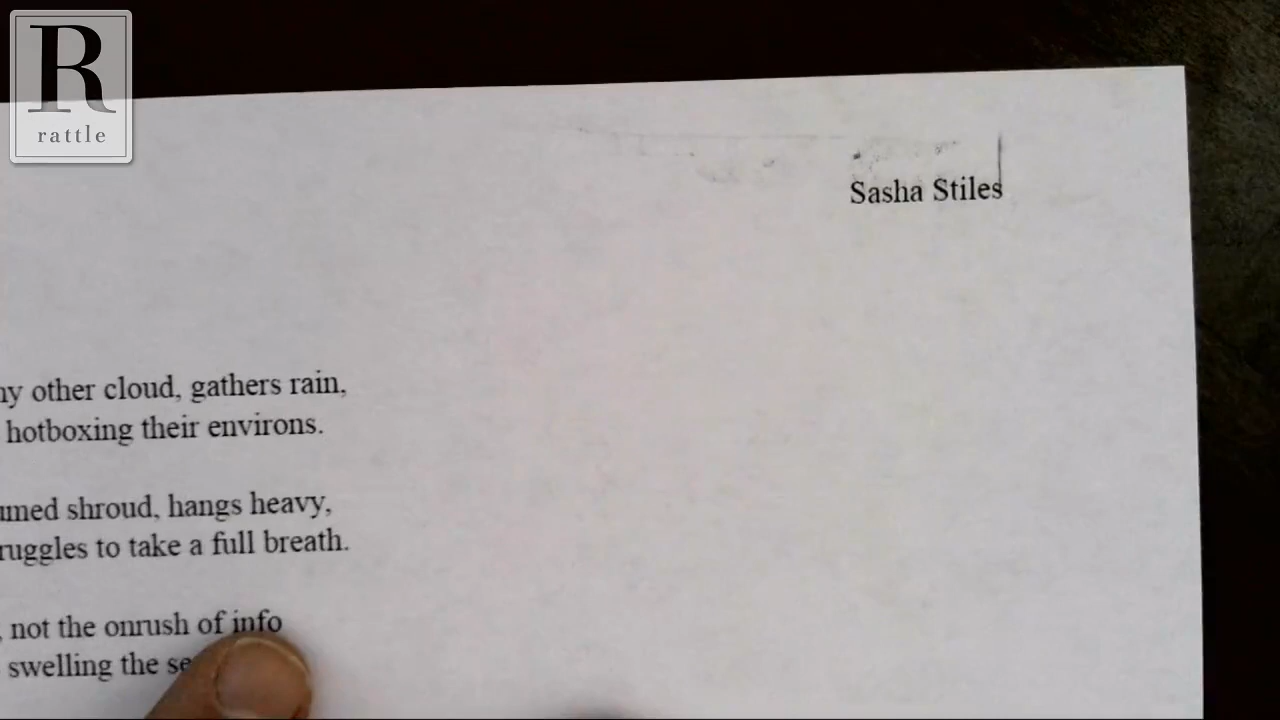 R
rattle
Sasha Stiles
other cloud, gathers rain,
hotboxing their environs.
shroud, hangs heavy,
to take a full breath.
, not the onrush of info
swelling the